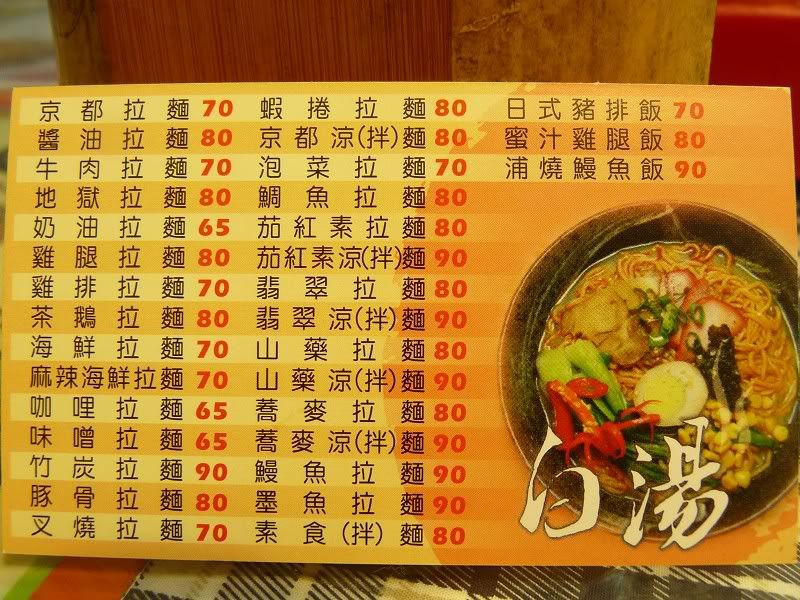 京都拉麵 70
醬油拉麵 80
牛肉拉麵 70
地獄拉麵 80
奶油拉麵 65
雞腿拉麵 80
雞排拉麵 70
茶鵝拉麵 80
海鮮拉麵 70
麻辣海鮮拉麵 70
咖哩拉麵 65
味噌拉麵 65
竹炭拉麵 90
豚骨拉麵 80
叉燒拉麵 70
蝦捲拉麵 80
京都涼(拌)麵 80
泡菜拉麵 70
鯛魚拉麵 80
茄紅素拉麵 80
茄紅素涼(拌)麵 90
翡翠拉麵 80
翡翠涼(拌)麵 90
山藥拉麵 80
山藥涼(拌)麵 90
蕎麥拉麵 80
蕎麥涼(拌)麵 90
鰻魚拉麵 90
墨魚拉麵 90
素食(拌)麵 80
日式豬排飯 70
蜜汁雞腿飯 80
浦燒鰻魚飯 90
白湯